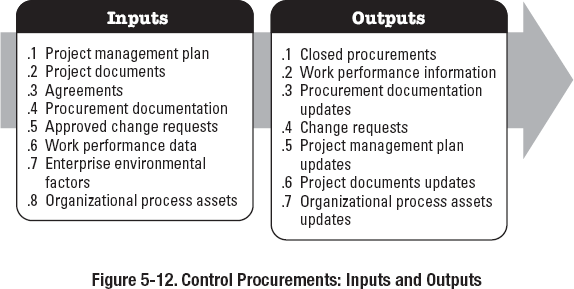 Inputs
.1 Project management plan
.2 Project documents
.3 Agreements
.4 Procurement documentation
.5 Approved change requests
.6 Work performance data
.7 Enterprise environmental
factors
.8 Organizational process assets
Outputs
.1 Closed procurements
.2 Work performance information
.3 Procurement documentation
updates
.4 Change requests
.5 Project management plan
updates
.6 Project documents updates
.7 Organizational process assets
updates
Figure 5-12. Control Procurements: Inputs and Outputs